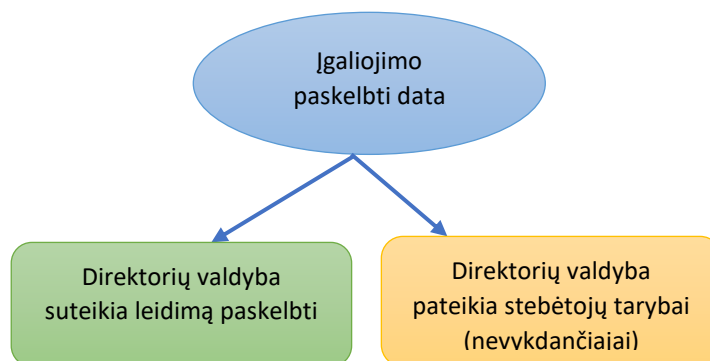 Įgaliojimo
paskelbti data
Direktorių valdyba
suteikia leidimą paskelbti
Direktorių valdyba
pateikia stebėtojų tarybai
(nevykdančiajai)